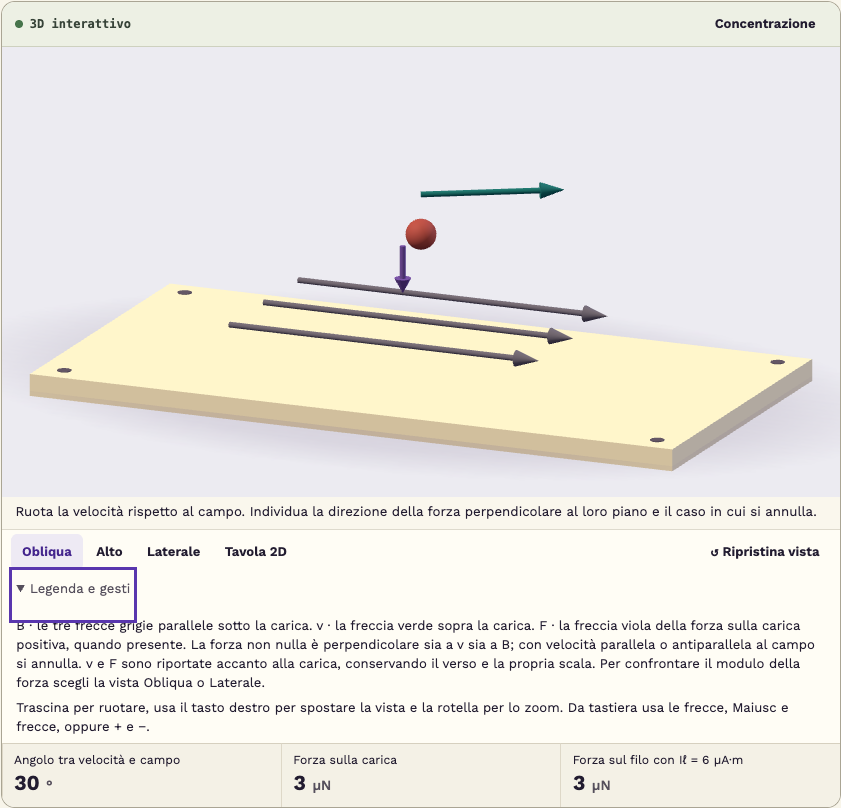 3D interattivo
Concentrazione
Ruota la velocità rispetto al campo. Individua la direzione della forza perpendicolare al loro piano e il caso in cui si annulla.
Obliqua Alto Laterale Tavola 2D ↺ Ripristina vista
▼ Legenda e gesti
B · le tre frecce grigie parallele sotto la carica. v · la freccia verde sopra la carica. F · la freccia viola della forza sulla carica
positiva, quando presente. La forza non nulla è perpendicolare sia a v sia a B; con velocità parallela o antiparallela al campo
si annulla. v e F sono riportate accanto alla carica, conservando il verso e la propria scala. Per confrontare il modulo della
forza scegli la vista Obliqua o Laterale.
Trascina per ruotare, usa il tasto destro per spostare la vista e la rotella per lo zoom. Da tastiera usa le frecce, Maiusc e
frecce, oppure + e −.
Angolo tra velocità e campo
30 °
Forza sulla carica
3 μN
Forza sul filo con Iℓ = 6 μA·m
3 μN